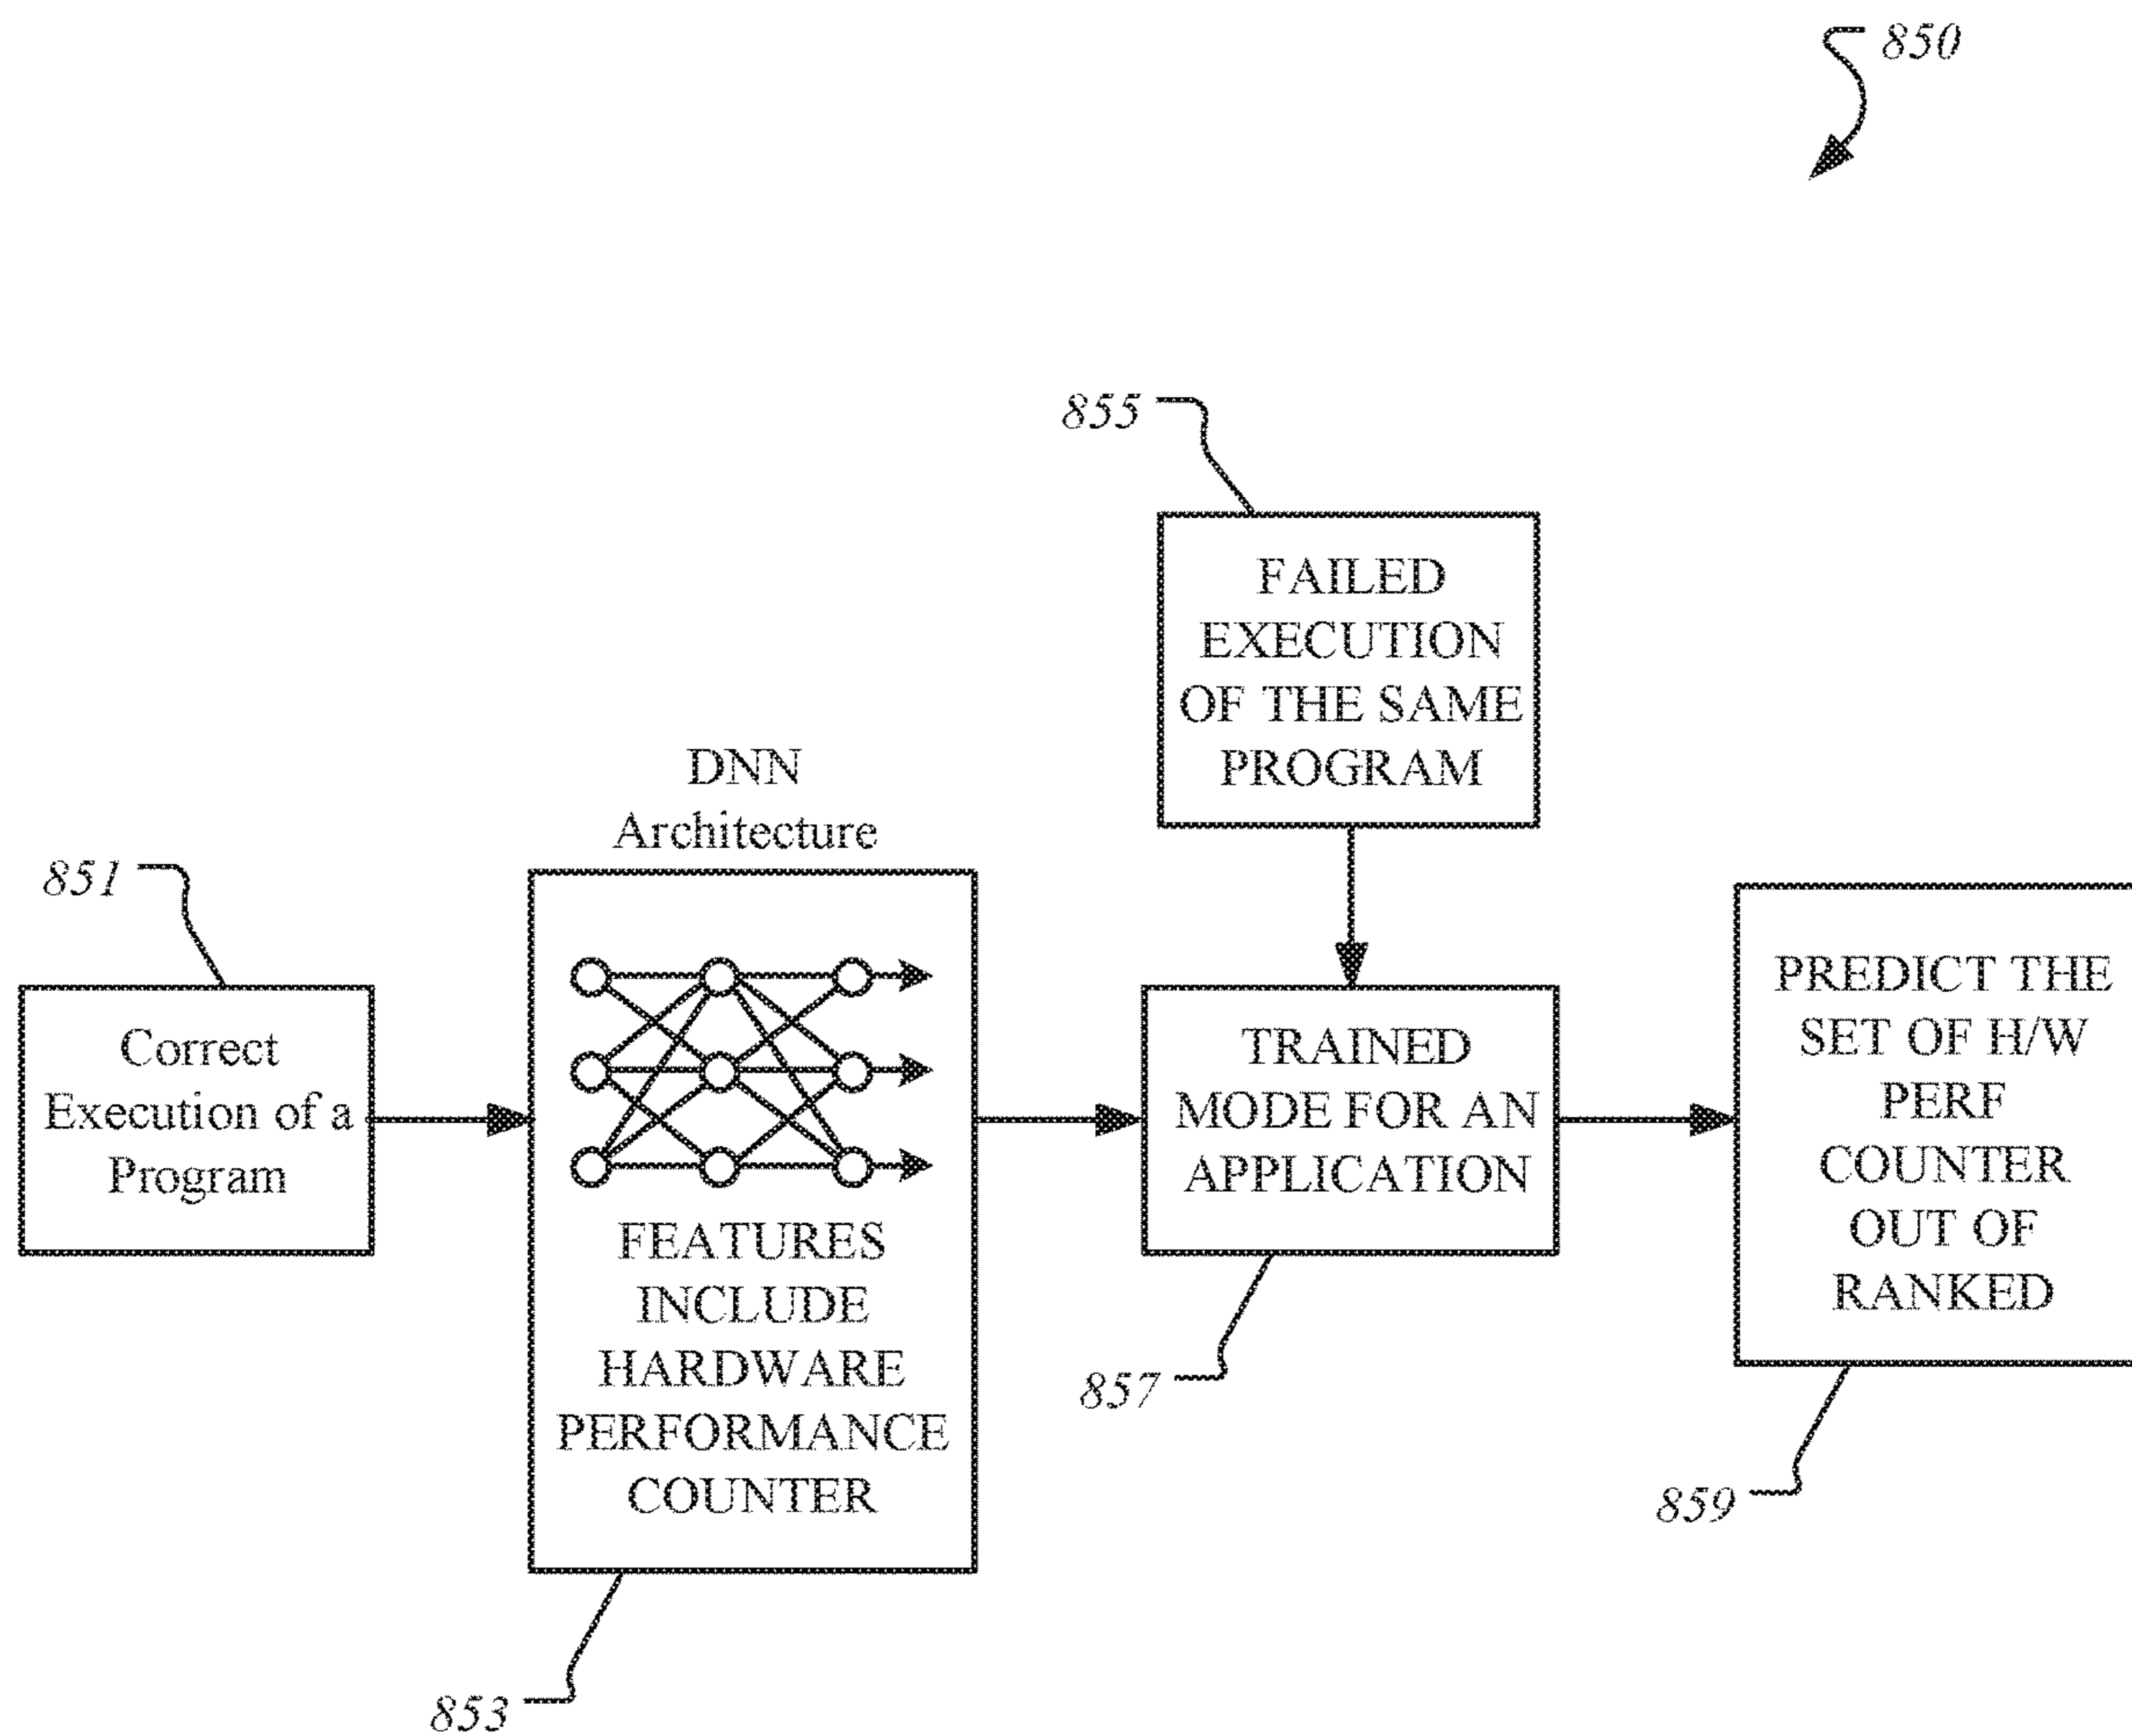 850
855
FAILED
EXECUTION
OF THE SAME
PROGRAM
DNN
Architecture
851
Correct
Execution of a
Program
FEATURES
INCLUDE
HARDWARE
PERFORMANCE
COUNTER
853
TRAINED
MODE FOR AN
APPLICATION
857
PREDICT THE
SET OF H/W
PERF
COUNTER
OUT OF
RANKED
859